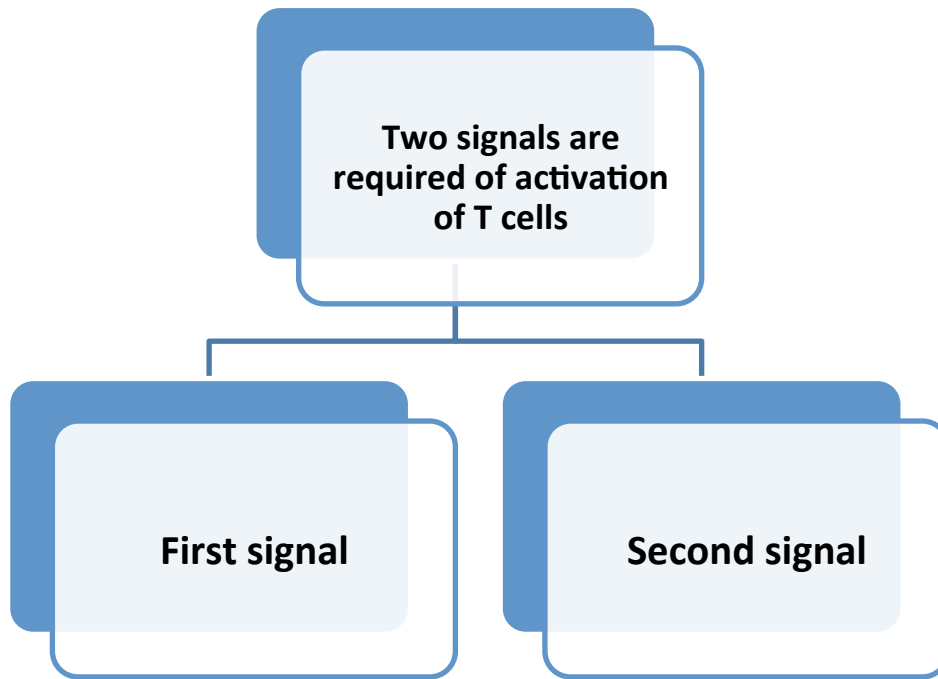 Two signals are
required of activation
of T cells
First signal
Second signal